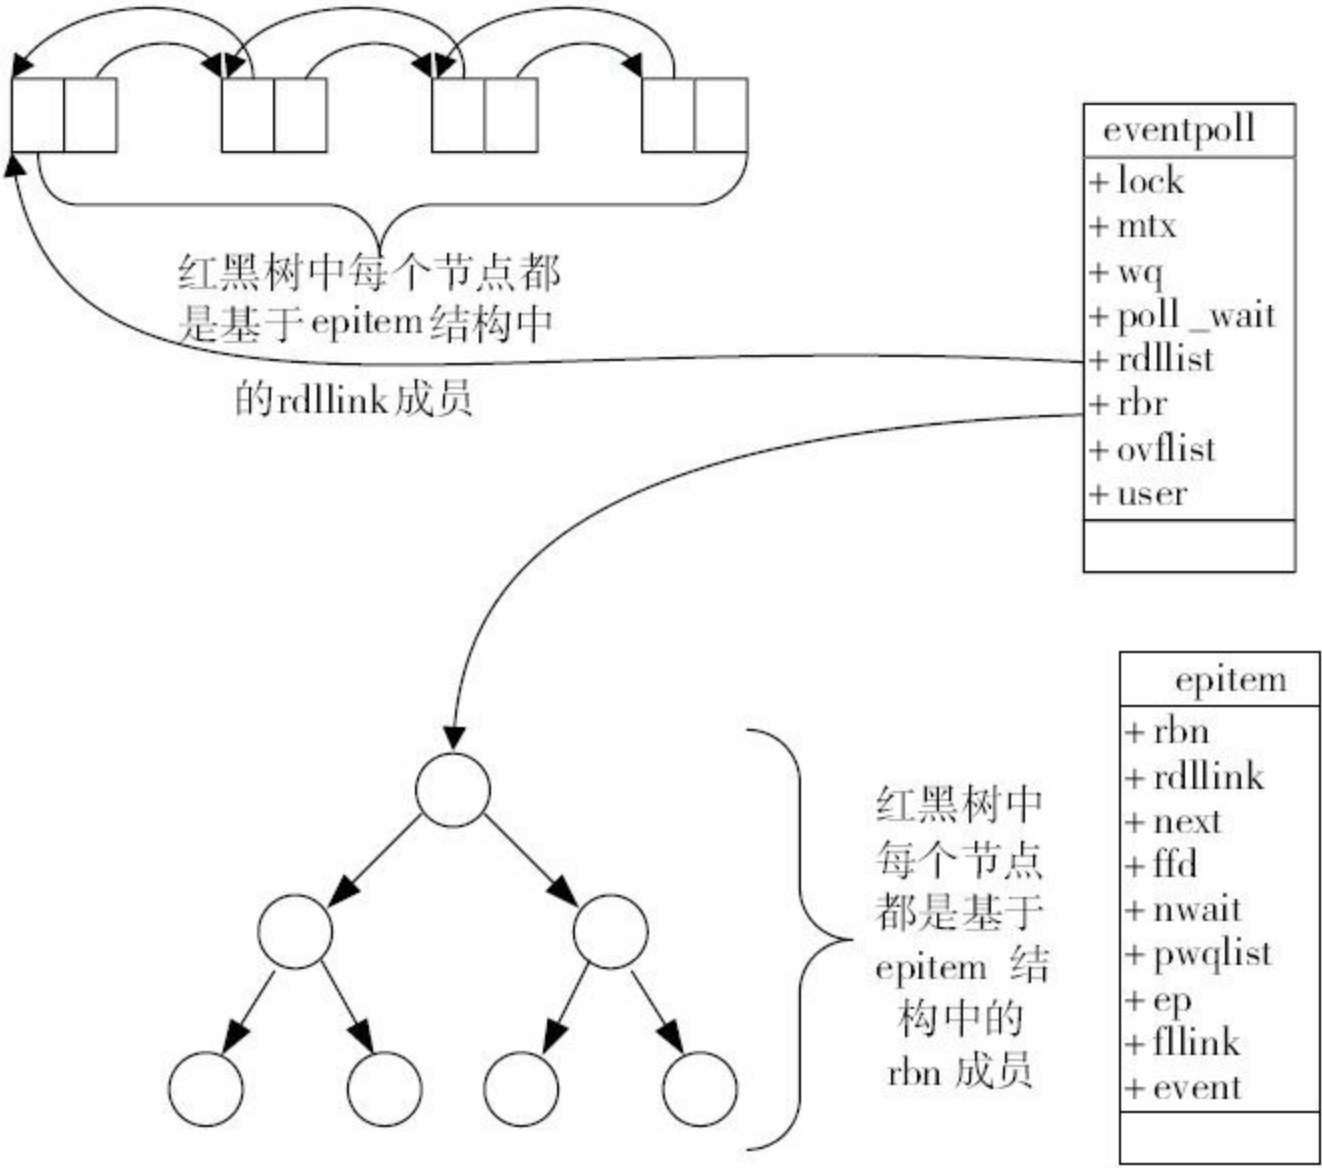 红黑树中每个节点都
是基于epitem结构中
的rdllink成员
eventpoll
+ lock
+ mtx
+ wq
+ poll _wait
+ rdllist
+ rbr
+ ovflist
+ user
红黑树中
每个节点
都是基于
epitem 结
构中的
rbn 成员
epitem
+ rbn
+ rdllink
+ next
+ ffd
+ nwait
+ pwqlist
+ ep
+ fllink
+ event